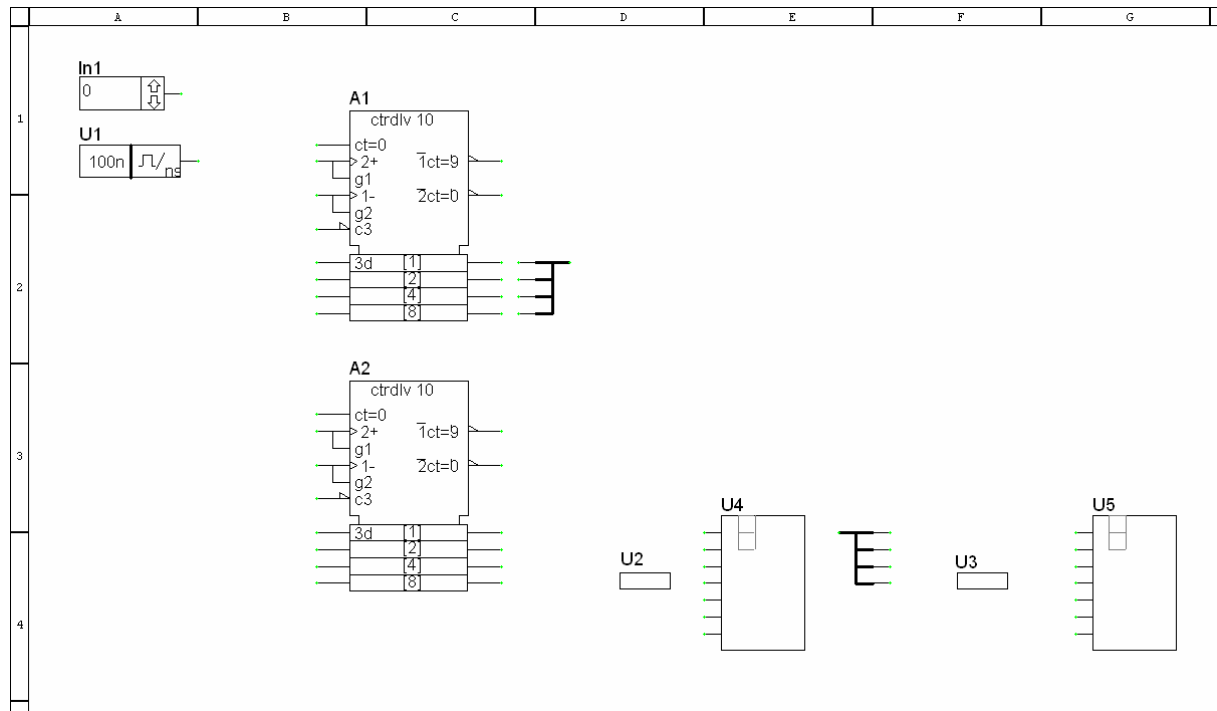 A B C D E F G
1
2
3
4
In1
0
U1
100n
/ns
A1
ctrdiv 10
ct=0
2+ 1ct=9
g1
1- 2ct=0
g2
c3
3d [1]
[2]
[4]
[8]
A2
ctrdiv 10
ct=0
2+ 1ct=9
g1
1- 2ct=0
g2
c3
3d [1]
[2]
[4]
[8]
U2
U4
U3
U5